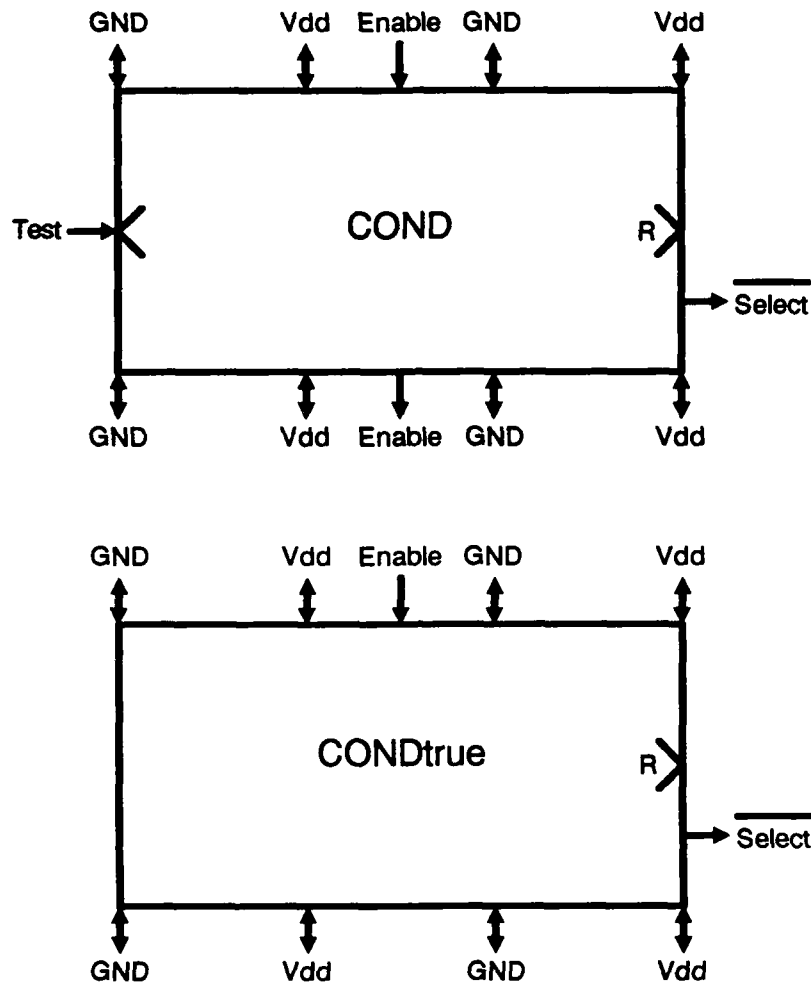 GND Vdd Enable GND Vdd
Test COND R
Select
GND Vdd Enable GND Vdd
GND Vdd Enable GND Vdd
CONDtrue R
Select
GND Vdd GND Vdd